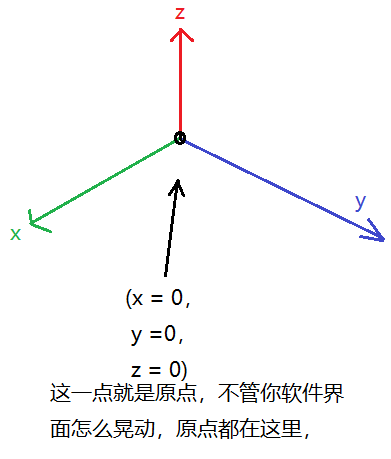 z
y
x
(x = 0,
y =0,
z = 0)
这一点就是原点，不管你软件界
面怎么晃动，原点都在这里，